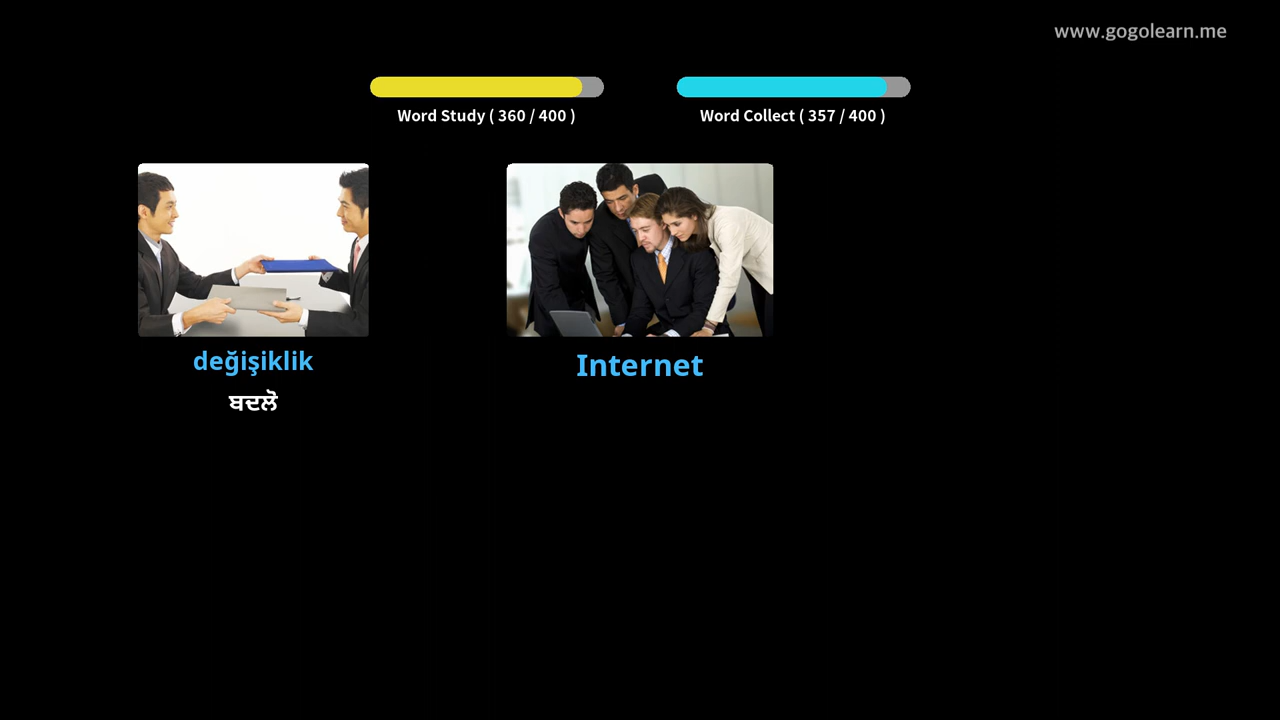 www.gogolearn.me
Word Study ( 360 / 400 )
Word Collect ( 357 / 400 )
değişiklik
ਬਦਲੋ
Internet